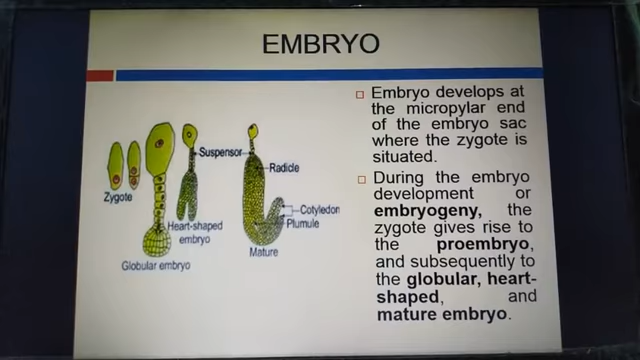 EMBRYO
Suspensor
Radicle
Zygote
Cotyledon
Plumule
Heart-shaped
embryo
Mature
Globular embryo
Embryo develops at
the micropylar end
of the embryo sac
where the zygote is
situated.
During the embryo
development or
embryogeny, the
zygote gives rise to
the proembryo,
and subsequently to
the globular, heart-
shaped, and
mature embryo.